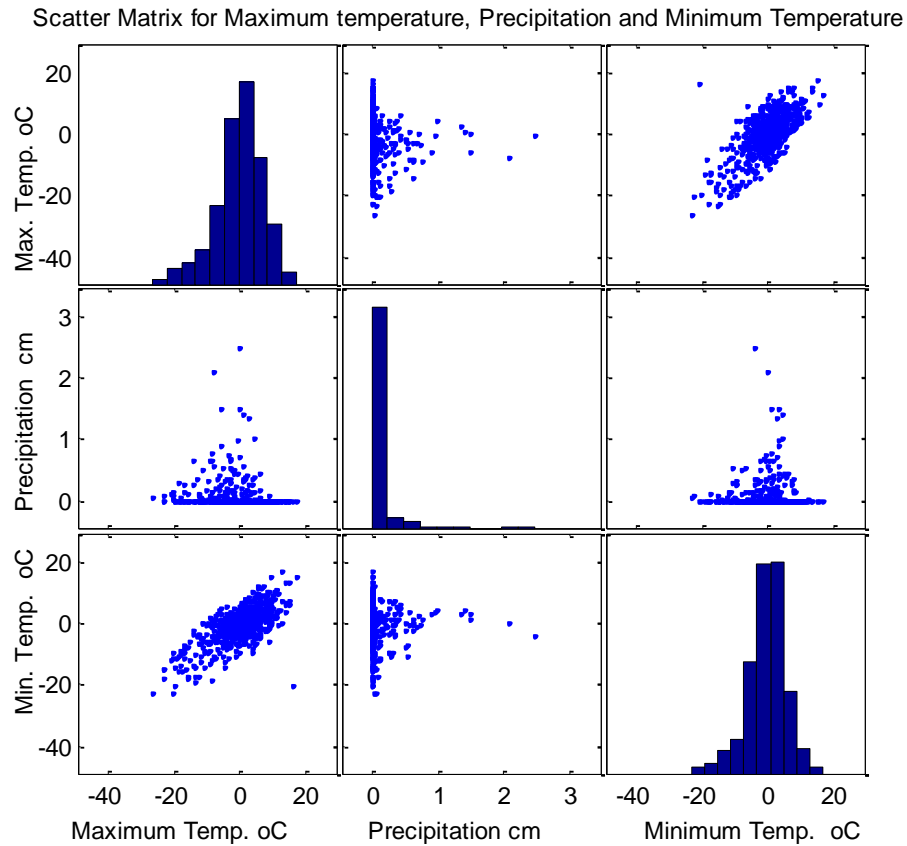 Scatter Matrix for Maximum temperature, Precipitation and Minimum Temperature
Max. Temp. oC
20
0
-20
-40
Precipitation cm
3
2
1
0
Min. Temp. oC
20
0
-20
-40
-40 -20 0 20
0 1 2 3
-40 -20 0 20
Maximum Temp. oC
Precipitation cm
Minimum Temp. oC